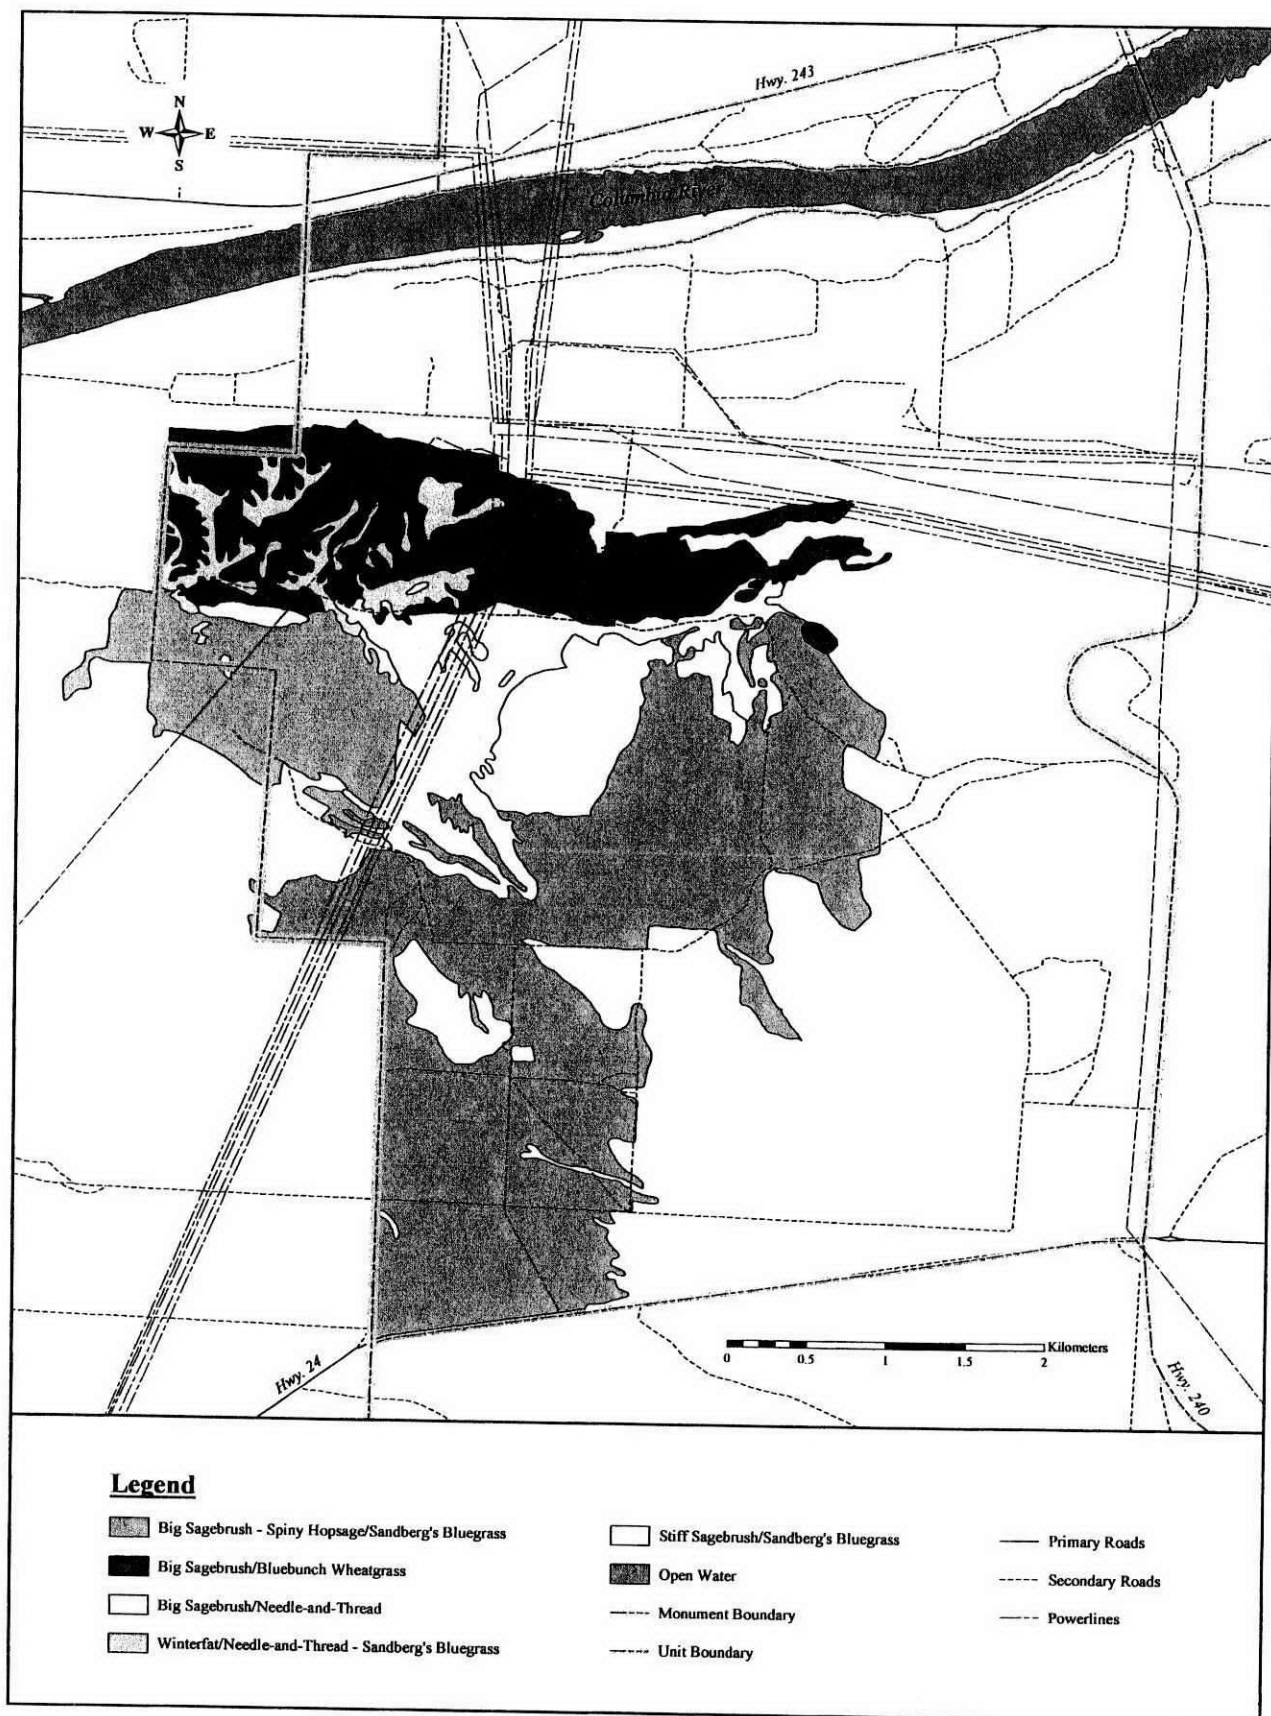 Hwy. 243
N
W E
S
Columbia River
Kilometers
0 0.5 1 1.5 2
Hwy. 24
Hwy. 240
Legend
Big Sagebrush - Spiny Hopsage/Sandberg's Bluegrass
Big Sagebrush/Bluebunch Wheatgrass
Big Sagebrush/Needle-and-Thread
Winterfat/Needle-and-Thread - Sandberg's Bluegrass
Stiff Sagebrush/Sandberg's Bluegrass
Open Water
Monument Boundary
Unit Boundary
Primary Roads
Secondary Roads
Powerlines